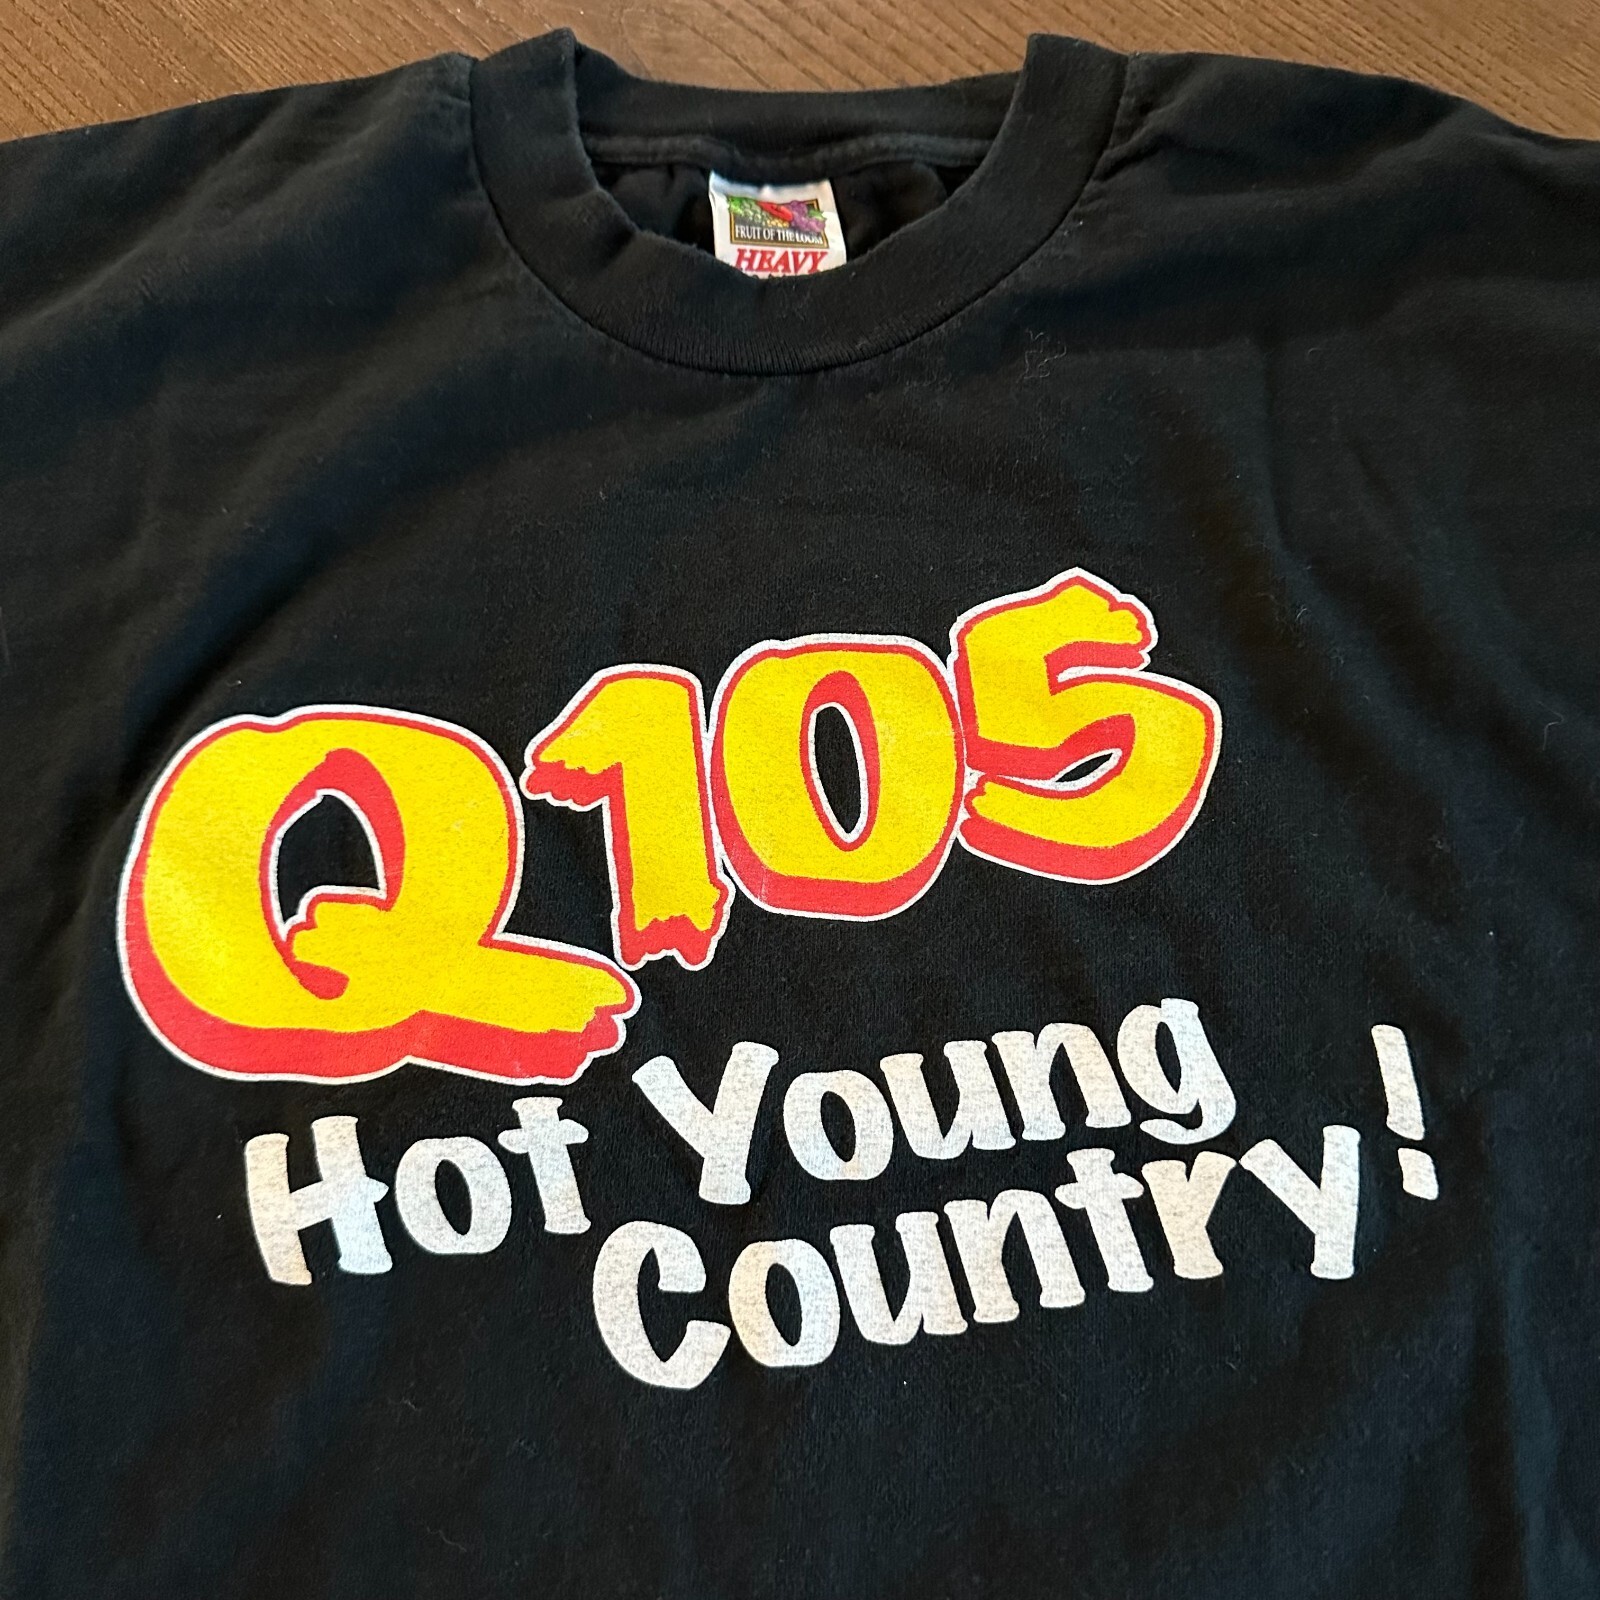 FRUIT OF THE LOOM
HEAVY
Q105
Hot Young
Country!